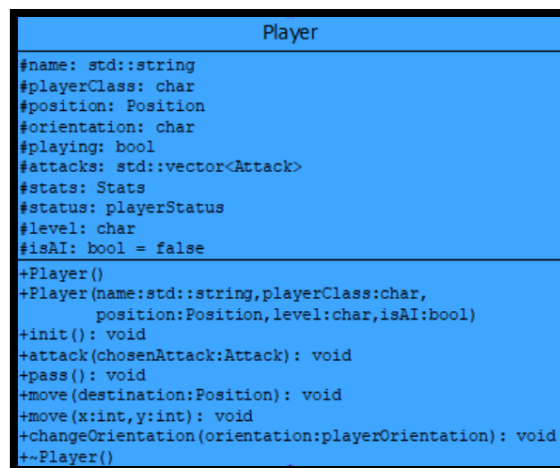 Player
#name: std::string
#playerClass: char
#position: Position
#orientation: char
#playing: bool
#attacks: std::vector<Attack>
#stats: Stats
#status: playerStatus
#level: char
#isAI: bool = false
+Player()
+Player(name:std::string,playerClass:char,
position:Position,level:char,isAI:bool)
+init(): void
+attack(chosenAttack:Attack): void
+pass(): void
+move(destination:Position): void
+move(x:int,y:int): void
+changeOrientation(orientation:playerOrientation): void
+~Player()